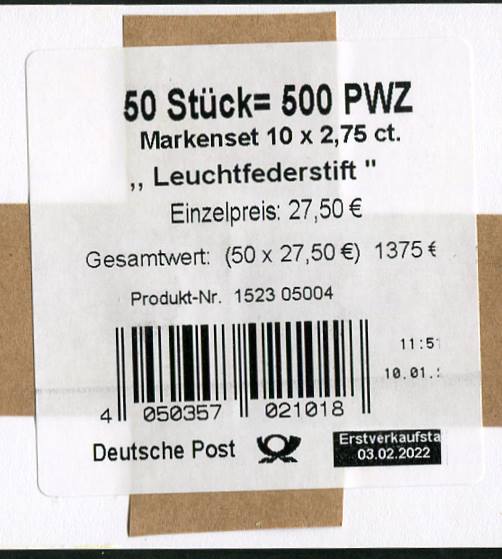 50 Stück= 500 PWZ
Markenset 10 x 2,75 ct.
,, Leuchtfederstift "
Einzelpreis: 27,50 €
Gesamtwert: (50 x 27,50 €) 1375 €
Produkt-Nr. 1523 05004
11:5
10.01.
4 050357 021018
Deutsche Post
Erstverkaufsta
03.02.2022